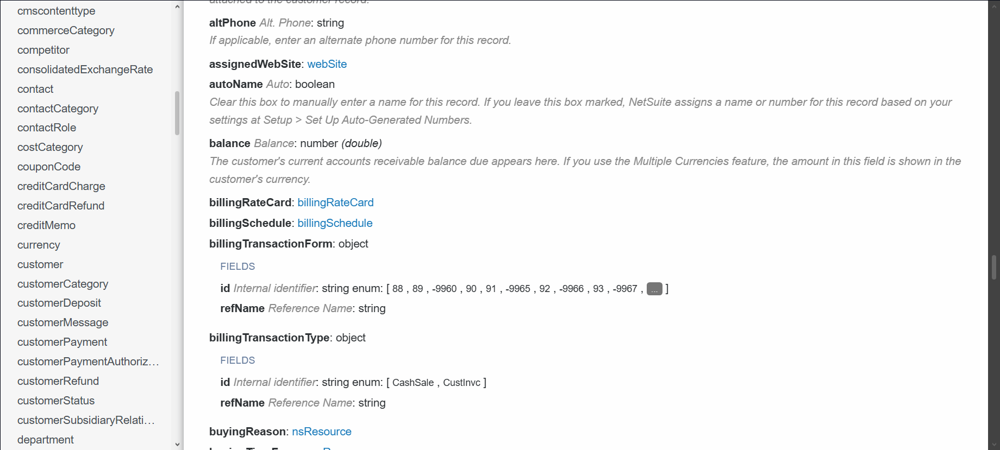 cmscontenttype
commerceCategory
competitor
consolidatedExchangeRate
contact
contactCategory
contactRole
costCategory
couponCode
creditCardCharge
creditCardRefund
creditMemo
currency
customer
customerCategory
customerDeposit
customerMessage
customerPayment
customerPaymentAuthoriz…
customerRefund
customerStatus
customerSubsidiaryRelati…
department
attached to the customer record.
altPhone Alt. Phone: string
If applicable, enter an alternate phone number for this record.
assignedWebSite: webSite
autoName Auto: boolean
Clear this box to manually enter a name for this record. If you leave this box marked, NetSuite assigns a name or number for this record based on your
settings at Setup > Set Up Auto-Generated Numbers.
balance Balance: number (double)
The customer's current accounts receivable balance due appears here. If you use the Multiple Currencies feature, the amount in this field is shown in the
customer's currency.
billingRateCard: billingRateCard
billingSchedule: billingSchedule
billingTransactionForm: object
FIELDS
id Internal identifier: string enum: [ 88 , 89 , -9960 , 90 , 91 , -9965 , 92 , -9966 , 93 , -9967 , ... ]
refName Reference Name: string
billingTransactionType: object
FIELDS
id Internal identifier: string enum: [ CashSale , CustInvc ]
refName Reference Name: string
buyingReason: nsResource